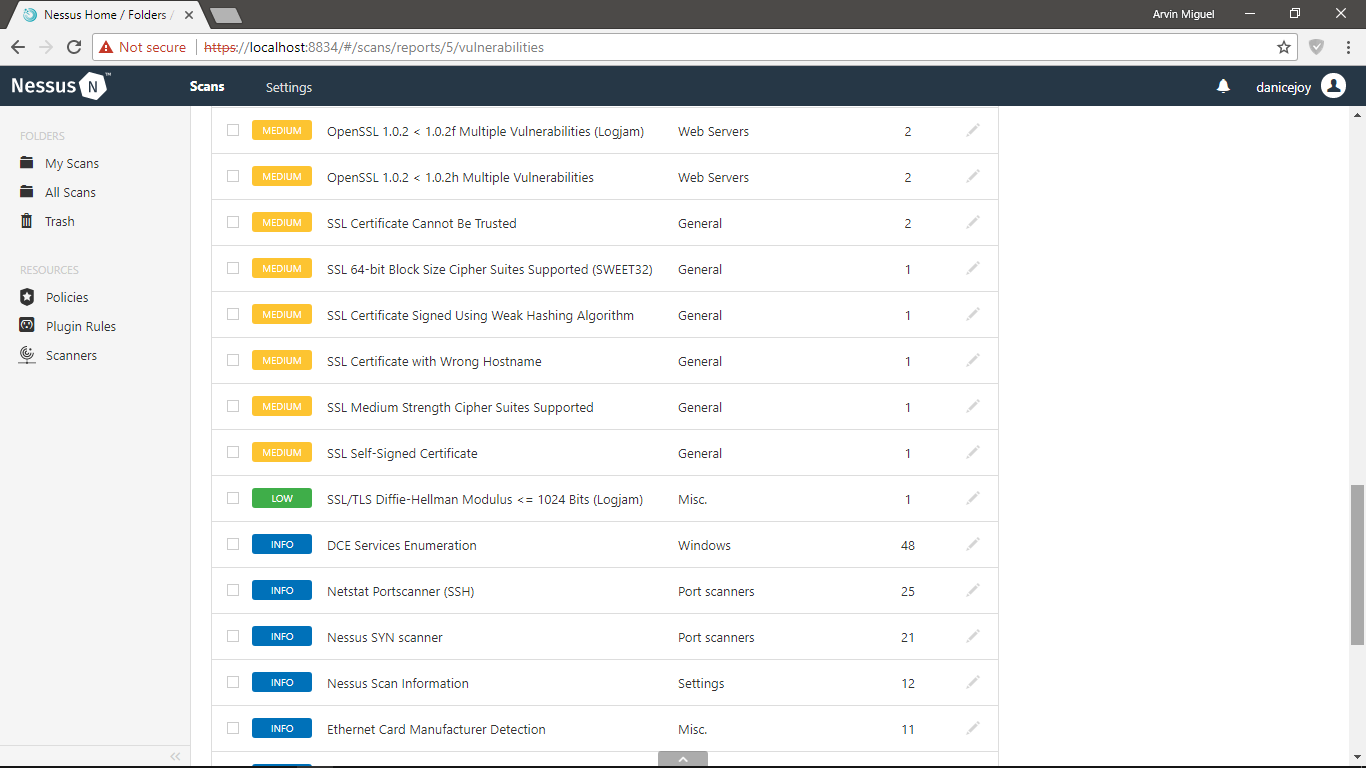 Nessus Home / Folders /
Arvin Miguel
Not secure https://localhost:8834/#/scans/reports/5/vulnerabilities
Nessus N ™ Scans Settings danicejoy
FOLDERS
My Scans
All Scans
Trash
RESOURCES
Policies
Plugin Rules
Scanners
MEDIUM OpenSSL 1.0.2 < 1.0.2f Multiple Vulnerabilities (Logjam) Web Servers 2
MEDIUM OpenSSL 1.0.2 < 1.0.2h Multiple Vulnerabilities Web Servers 2
MEDIUM SSL Certificate Cannot Be Trusted General 2
MEDIUM SSL 64-bit Block Size Cipher Suites Supported (SWEET32) General 1
MEDIUM SSL Certificate Signed Using Weak Hashing Algorithm General 1
MEDIUM SSL Certificate with Wrong Hostname General 1
MEDIUM SSL Medium Strength Cipher Suites Supported General 1
MEDIUM SSL Self-Signed Certificate General 1
LOW SSL/TLS Diffie-Hellman Modulus <= 1024 Bits (Logjam) Misc. 1
INFO DCE Services Enumeration Windows 48
INFO Netstat Portscanner (SSH) Port scanners 25
INFO Nessus SYN scanner Port scanners 21
INFO Nessus Scan Information Settings 12
INFO Ethernet Card Manufacturer Detection Misc. 11